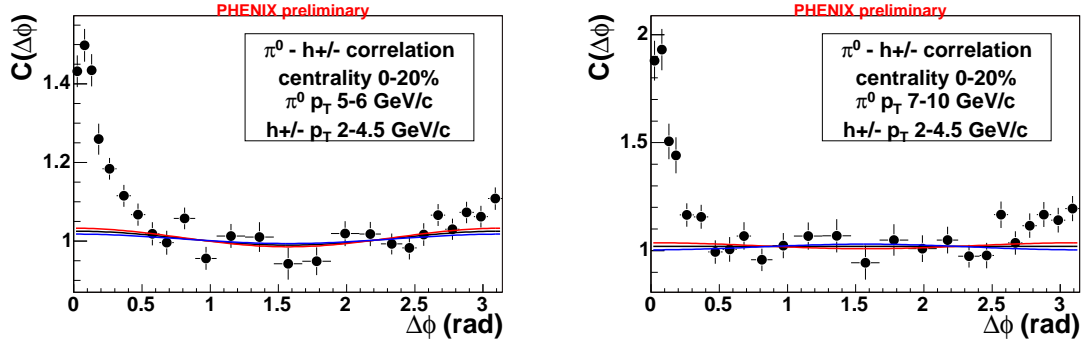 PHENIX preliminary
C(Δϕ)
π⁰ - h+/- correlation
centrality 0-20%
π⁰ p_T 5-6 GeV/c
h+/- p_T 2-4.5 GeV/c
1.4
1.2
1
0 0.5 1 1.5 2 2.5 3
Δϕ (rad)
PHENIX preliminary
C(Δϕ)
π⁰ - h+/- correlation
centrality 0-20%
π⁰ p_T 7-10 GeV/c
h+/- p_T 2-4.5 GeV/c
2
1.5
1
0 0.5 1 1.5 2 2.5 3
Δϕ (rad)